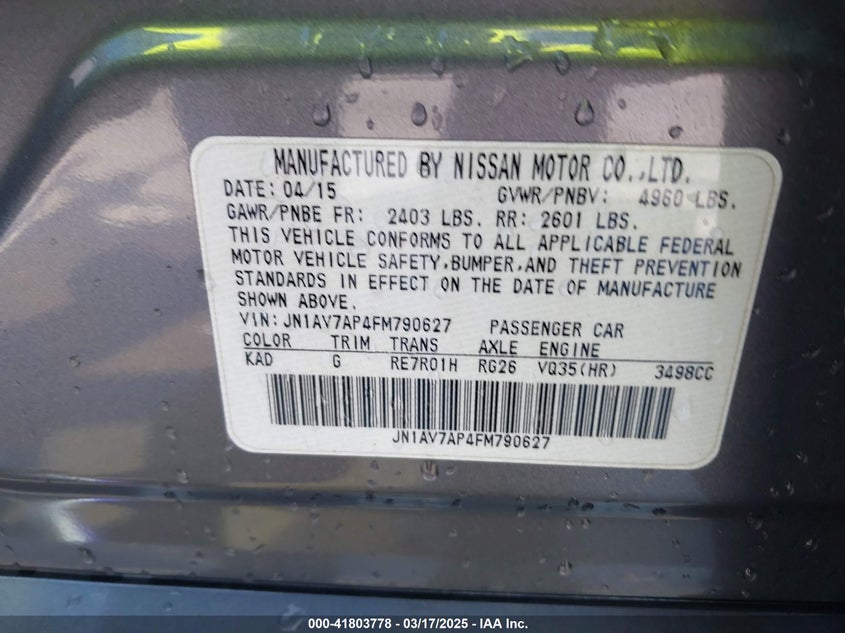 MANUFACTURED BY NISSAN MOTOR CO.,LTD.
DATE: 04/15 GVWR/PNBV: 4960 LBS.
GAWR/PNBE FR: 2403 LBS. RR: 2601 LBS.
THIS VEHICLE CONFORMS TO ALL APPLICABLE FEDERAL
MOTOR VEHICLE SAFETY,BUMPER,AND THEFT PREVENTION
STANDARDS IN EFFECT ON THE DATE OF MANUFACTURE
SHOWN ABOVE.
VIN: JN1AV7AP4FM790627 PASSENGER CAR
COLOR TRIM TRANS AXLE ENGINE
KAD G RE7R01H RG26 VQ35(HR) 3498CC
JN1AV7AP4FM790627
000-41803778 - 03/17/2025 - IAA Inc.